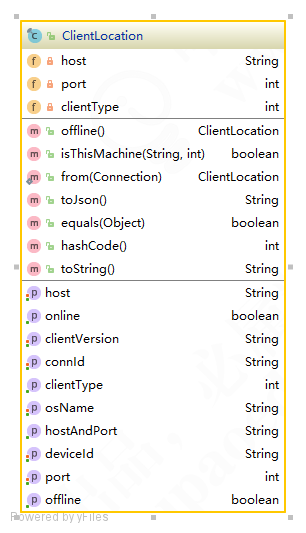 C ClientLocation
f host String
f port int
f clientType int
m offline() ClientLocation
m isThisMachine(String, int) boolean
m from(Connection) ClientLocation
m toJson() String
m equals(Object) boolean
m hashCode() int
m toString() String
p host String
p online boolean
p clientVersion String
p connId String
p clientType int
p osName String
p hostAndPort String
p deviceId String
p port int
p offline boolean
Powered by yFiles